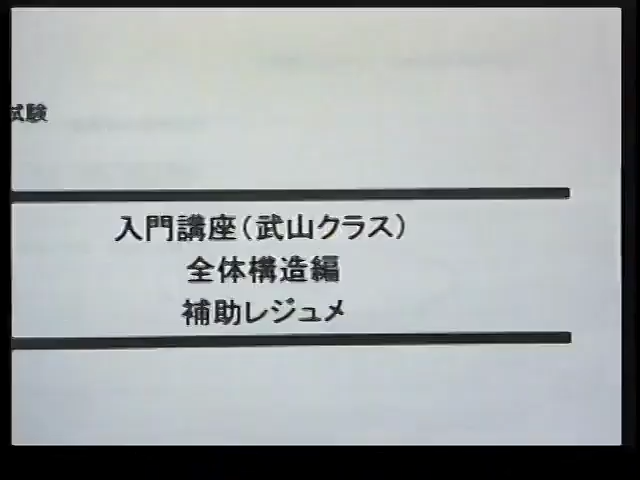 試験
入門講座(武山クラス)
全体構造編
補助レジュメ